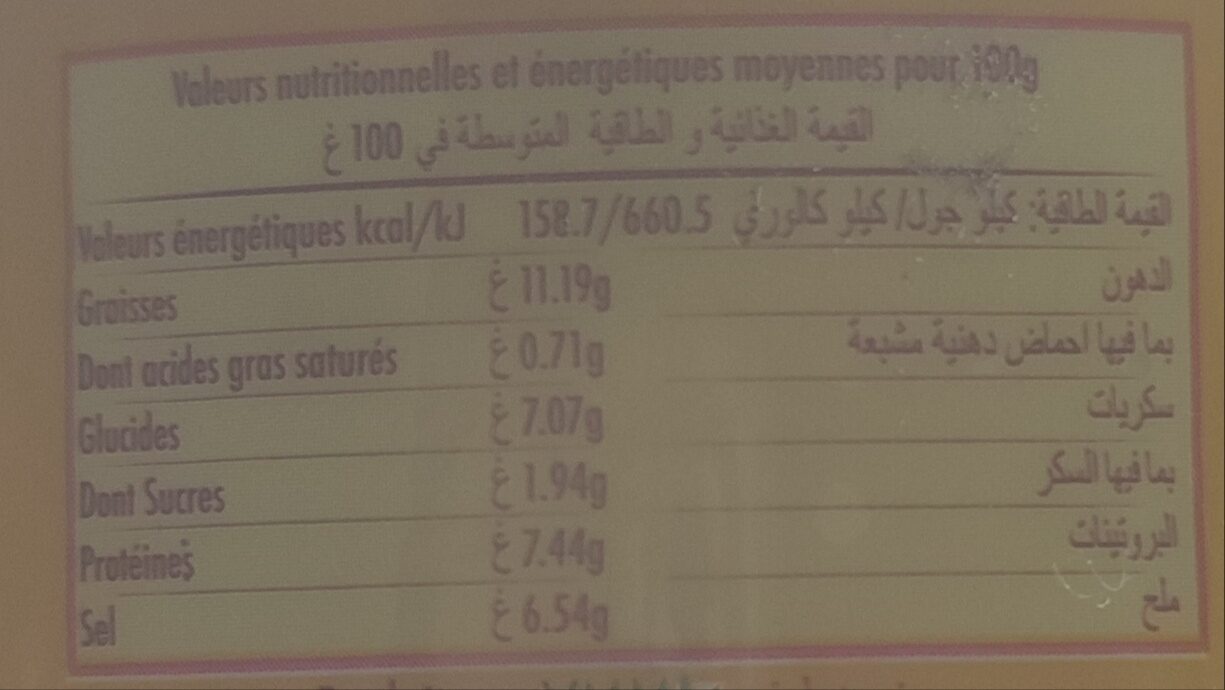 Valeurs nutritionnelles et énergétiques moyennes pour 100g
القيمة الغذائية و الطاقية المتوسطة في 100 غ
Valeurs énergétiques kcal/kJ 158.7/660.5 القيمة الطاقية: كيلو جول/ كيلو كالوري
Graisses 11.19g غ الدهون
Dont acides gras saturés 0.71g غ بما فيها احماض دهنية مشبعة
Glucides 7.07g غ سكريات
Dont Sucres 1.94g غ بما فيها السكر
Protéines 7.44g غ البروتينات
Sel 6.54g غ ملح